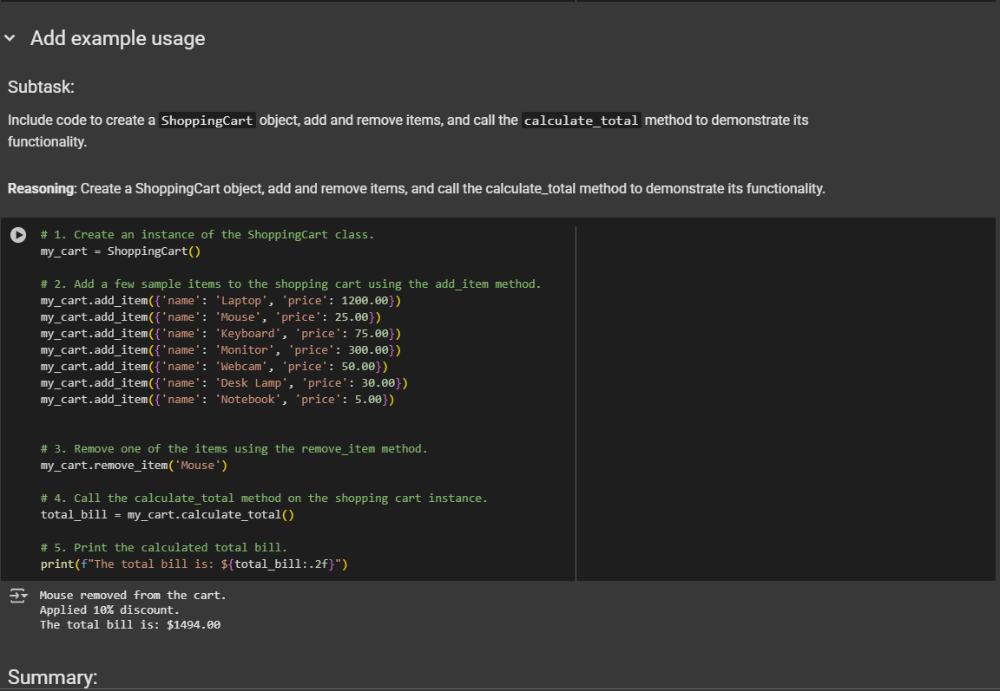 Add example usage
Subtask:
Include code to create a ShoppingCart object, add and remove items, and call the calculate_total method to demonstrate its
functionality.
Reasoning: Create a ShoppingCart object, add and remove items, and call the calculate_total method to demonstrate its functionality.
# 1. Create an instance of the ShoppingCart class.
my_cart = ShoppingCart()
# 2. Add a few sample items to the shopping cart using the add_item method.
my_cart.add_item({'name': 'Laptop', 'price': 1200.00})
my_cart.add_item({'name': 'Mouse', 'price': 25.00})
my_cart.add_item({'name': 'Keyboard', 'price': 75.00})
my_cart.add_item({'name': 'Monitor', 'price': 300.00})
my_cart.add_item({'name': 'Webcam', 'price': 50.00})
my_cart.add_item({'name': 'Desk Lamp', 'price': 30.00})
my_cart.add_item({'name': 'Notebook', 'price': 5.00})
# 3. Remove one of the items using the remove_item method.
my_cart.remove_item('Mouse')
# 4. Call the calculate_total method on the shopping cart instance.
total_bill = my_cart.calculate_total()
# 5. Print the calculated total bill.
print(f"The total bill is: ${total_bill:.2f}")
Mouse removed from the cart.
Applied 10% discount.
The total bill is: $1494.00
Summary: